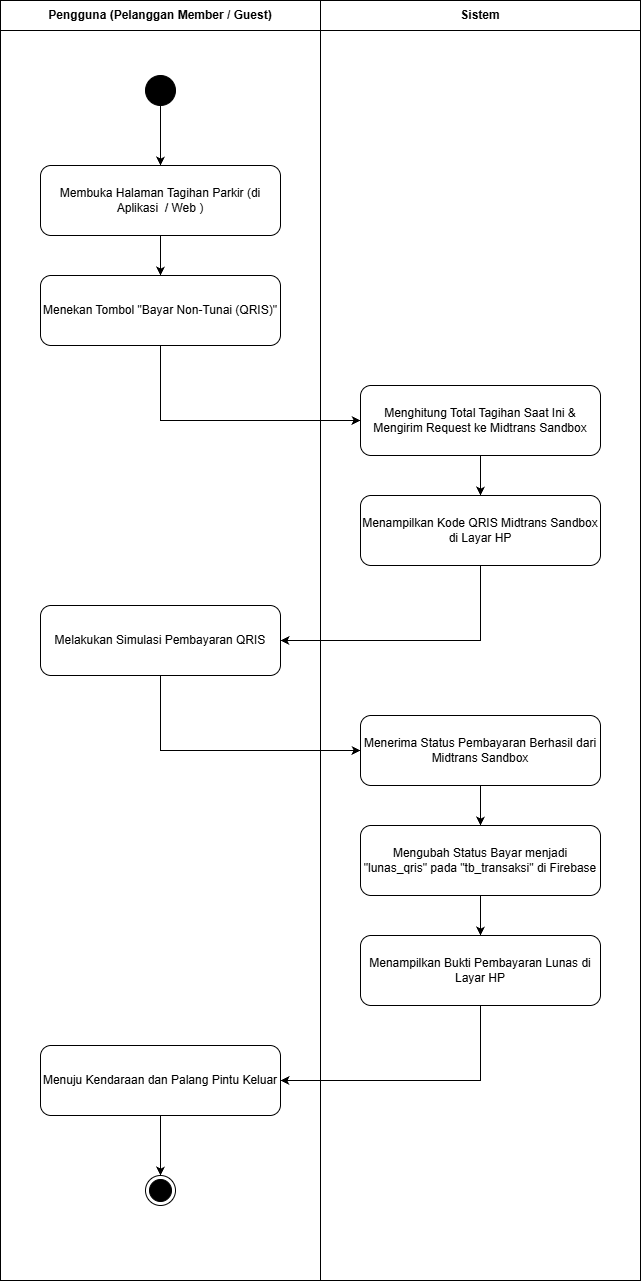 Pengguna (Pelanggan Member / Guest)
Sistem
Membuka Halaman Tagihan Parkir (di
Aplikasi / Web )
Menekan Tombol "Bayar Non-Tunai (QRIS)"
Menghitung Total Tagihan Saat Ini &
Mengirim Request ke Midtrans Sandbox
Menampilkan Kode QRIS Midtrans Sandbox
di Layar HP
Melakukan Simulasi Pembayaran QRIS
Menerima Status Pembayaran Berhasil dari
Midtrans Sandbox
Mengubah Status Bayar menjadi
"lunas_qris" pada "tb_transaksi" di Firebase
Menampilkan Bukti Pembayaran Lunas di
Layar HP
Menuju Kendaraan dan Palang Pintu Keluar